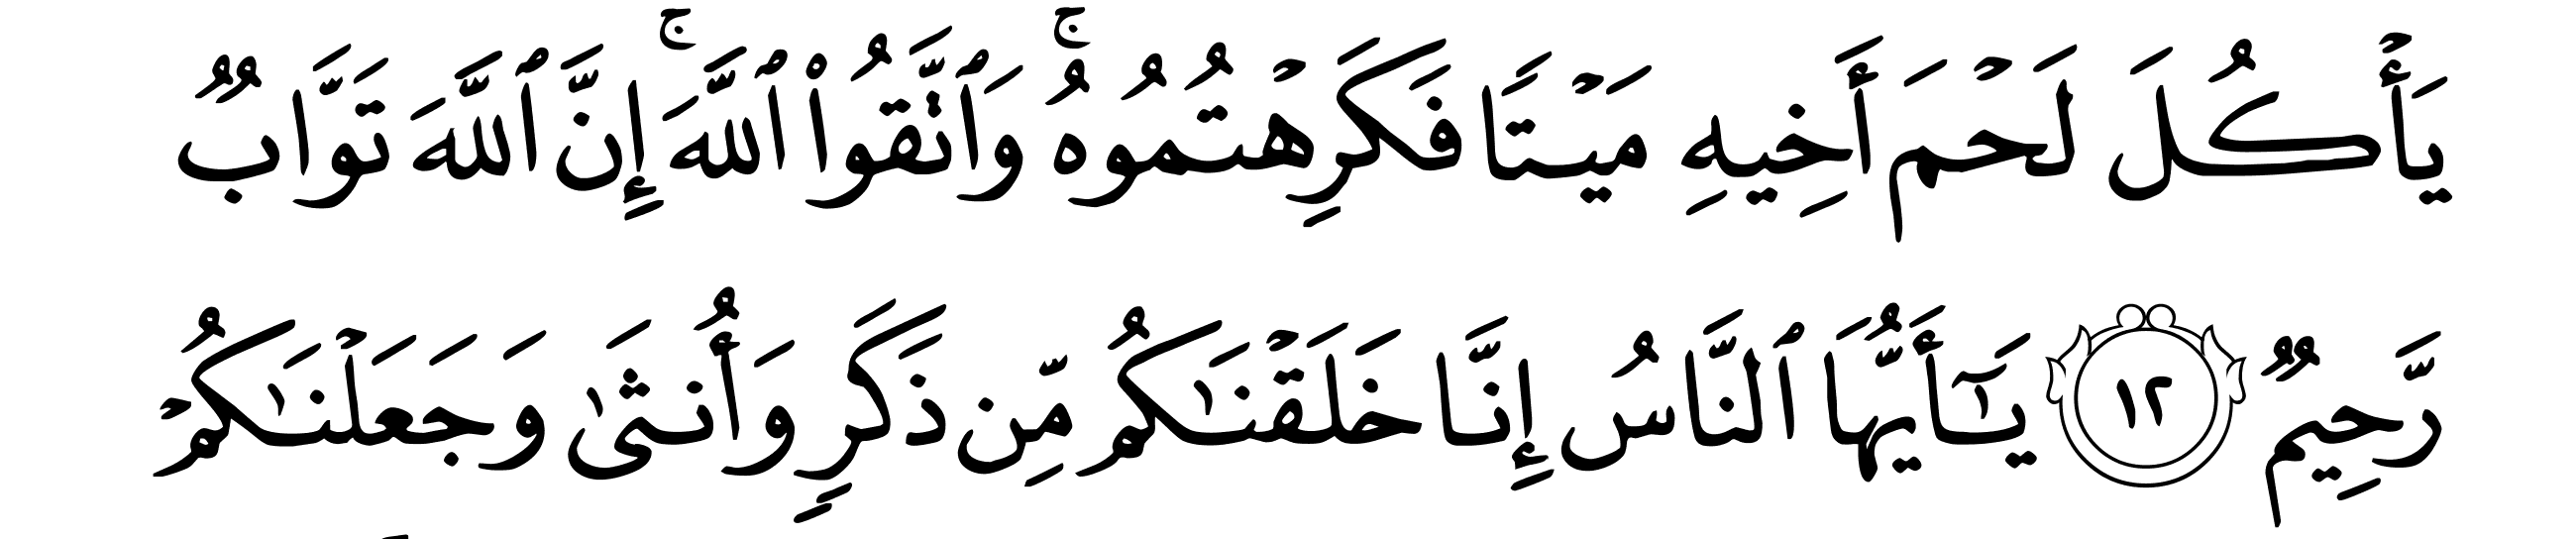 يَأْكُلَ لَحْمَ أَخِيهِ مَيْتًا فَكَرِهْتُمُوهُ ۚ وَٱتَّقُوا۟ ٱللَّهَ ۚ إِنَّ ٱللَّهَ تَوَّابٌ
رَّحِيمٌ ١٢ يَـٰٓأَيُّهَا ٱلنَّاسُ إِنَّا خَلَقْنَـٰكُم مِّن ذَكَرٍ وَأُنثَىٰ وَجَعَلْنَـٰكُمْ